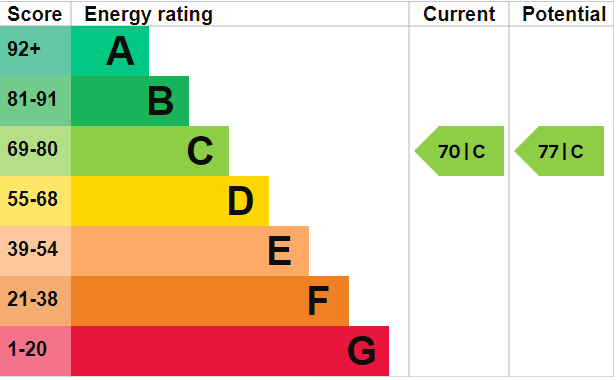 Score Energy rating Current Potential
92+ A
81-91 B
69-80 C 70 | C 77 | C
55-68 D
39-54 E
21-38 F
1-20 G